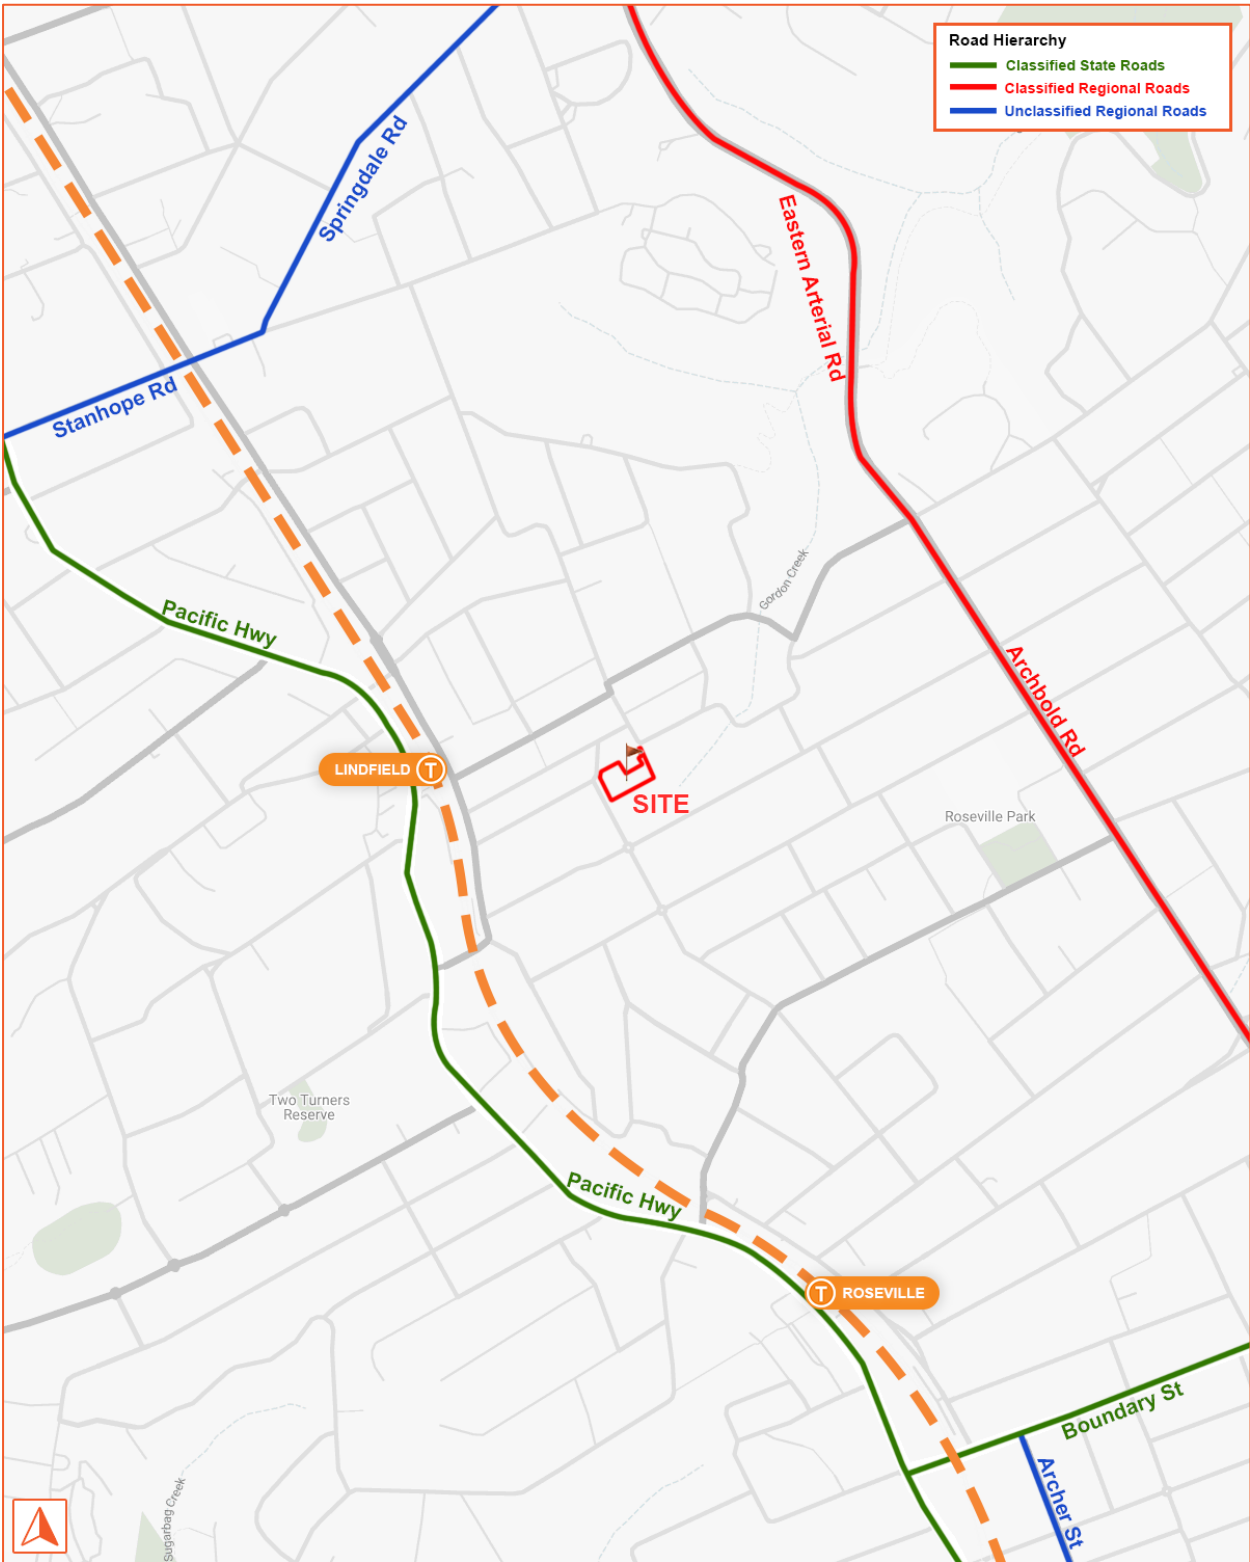 Road Hierarchy
Classified State Roads
Classified Regional Roads
Unclassified Regional Roads
Springdale Rd
Eastern Arterial Rd
Stanhope Rd
Gordon Creek
Pacific Hwy
Archbold Rd
LINDFIELD T
SITE
Roseville Park
Two Turners
Reserve
Pacific Hwy
T ROSEVILLE
Boundary St
Archer St
Sugarbag Creek